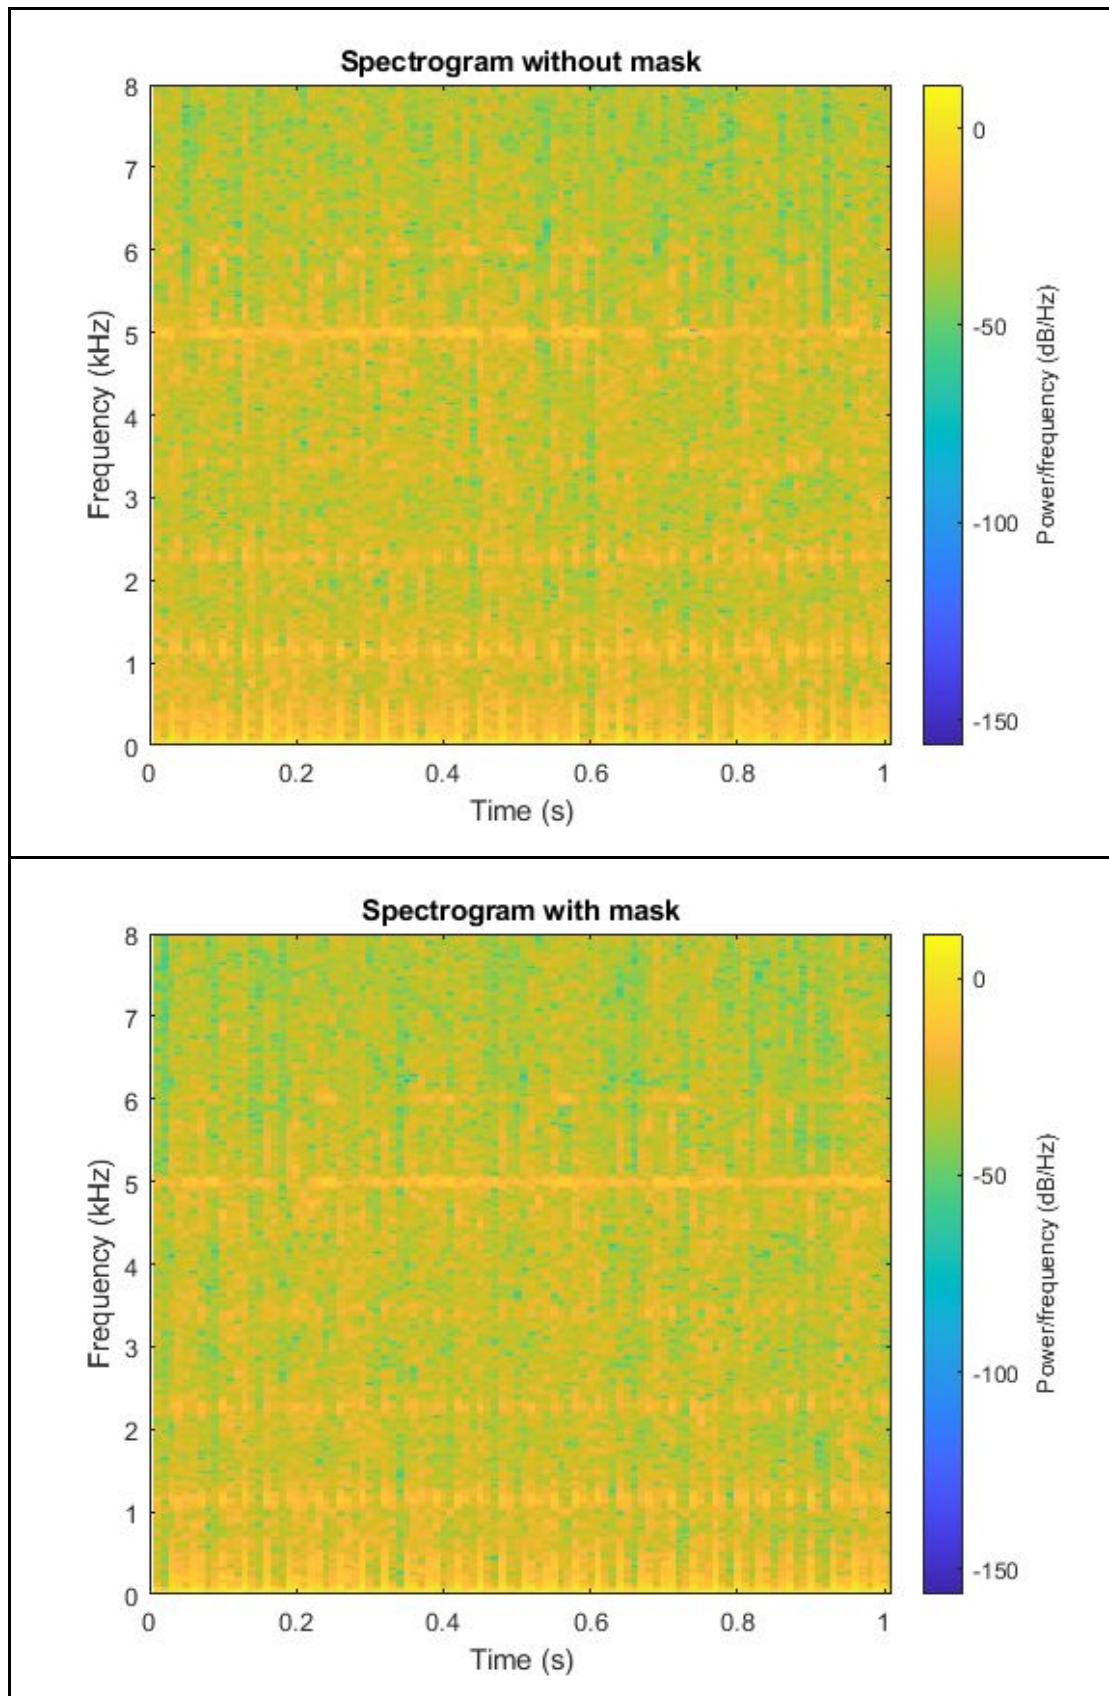 Spectrogram without mask
8
7
6
5
4
3
2
1
0
Frequency (kHz)
0 0.2 0.4 0.6 0.8 1
Time (s)
0
-50
-100
-150
Power/frequency (dB/Hz)
Spectrogram with mask
8
7
6
5
4
3
2
1
0
Frequency (kHz)
0 0.2 0.4 0.6 0.8 1
Time (s)
0
-50
-100
-150
Power/frequency (dB/Hz)